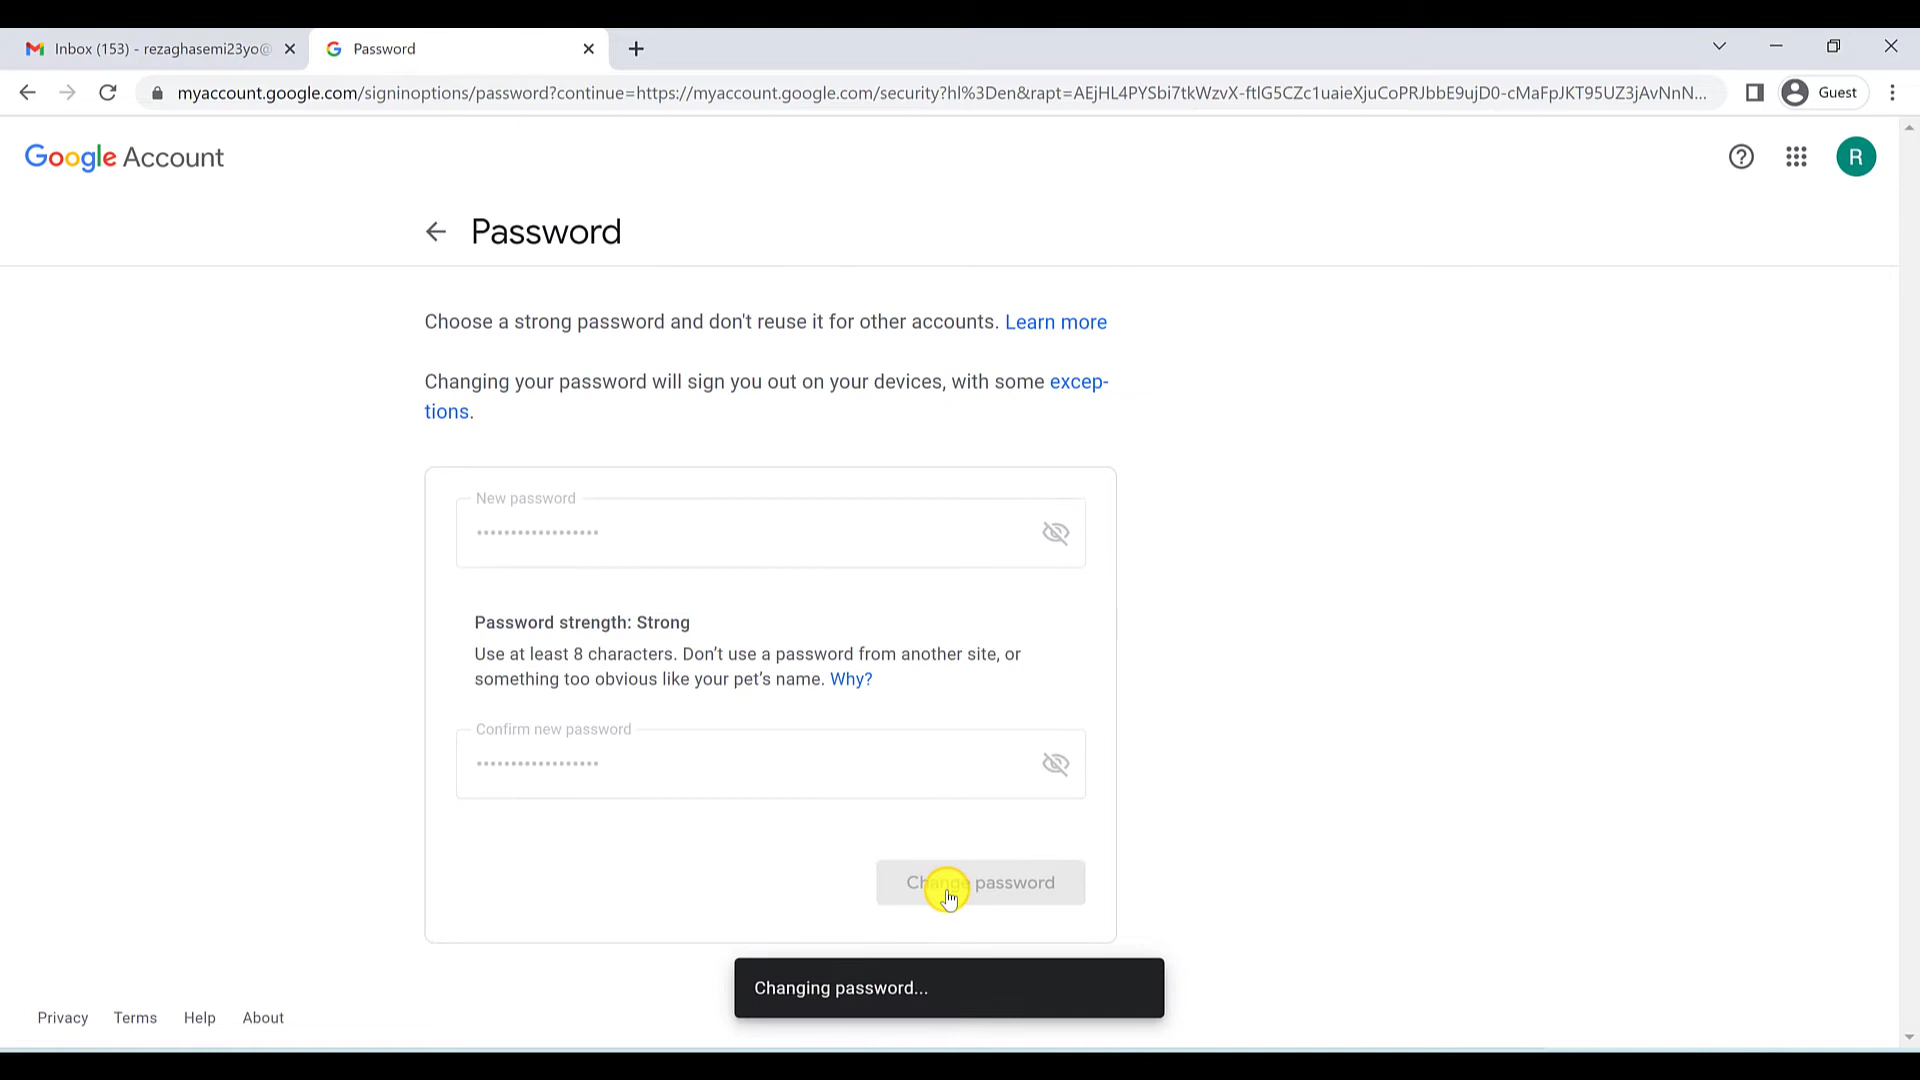 Inbox (153) - rezaghasemi23yo@
Password
myaccount.google.com/signinoptions/password?continue=https://myaccount.google.com/security?hl%3Den&rapt=AEjHL4PYSbi7tkWzvX-ftlG5CZc1uaieXjuCoPRJbbE9ujD0-cMaFpJKT95UZ3jAvNnN...
Guest
Google Account
R
Password
Choose a strong password and don't reuse it for other accounts. Learn more
Changing your password will sign you out on your devices, with some excep-
tions.
New password
Password strength: Strong
Use at least 8 characters. Don’t use a password from another site, or
something too obvious like your pet’s name. Why?
Confirm new password
Change password
Changing password...
Privacy Terms Help About